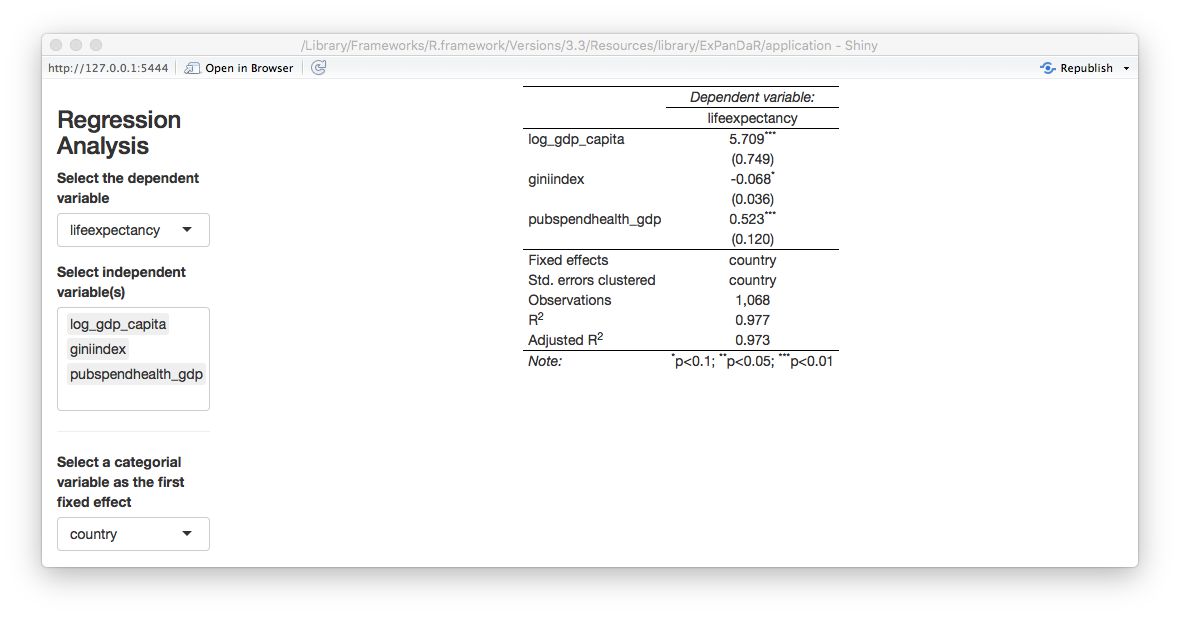 /Library/Frameworks/R.framework/Versions/3.3/Resources/library/ExPanDaR/application - Shiny
http://127.0.0.1:5444 Open in Browser Republish
Regression
Analysis
Select the dependent
variable
lifeexpectancy
Select independent
variable(s)
log_gdp_capita
giniindex
pubspendhealth_gdp
Select a categorial
variable as the first
fixed effect
country
Dependent variable:
lifeexpectancy
log_gdp_capita 5.709***
(0.749)
giniindex -0.068*
(0.036)
pubspendhealth_gdp 0.523***
(0.120)
Fixed effects country
Std. errors clustered country
Observations 1,068
R2 0.977
Adjusted R2 0.973
Note: *p<0.1; **p<0.05; ***p<0.01